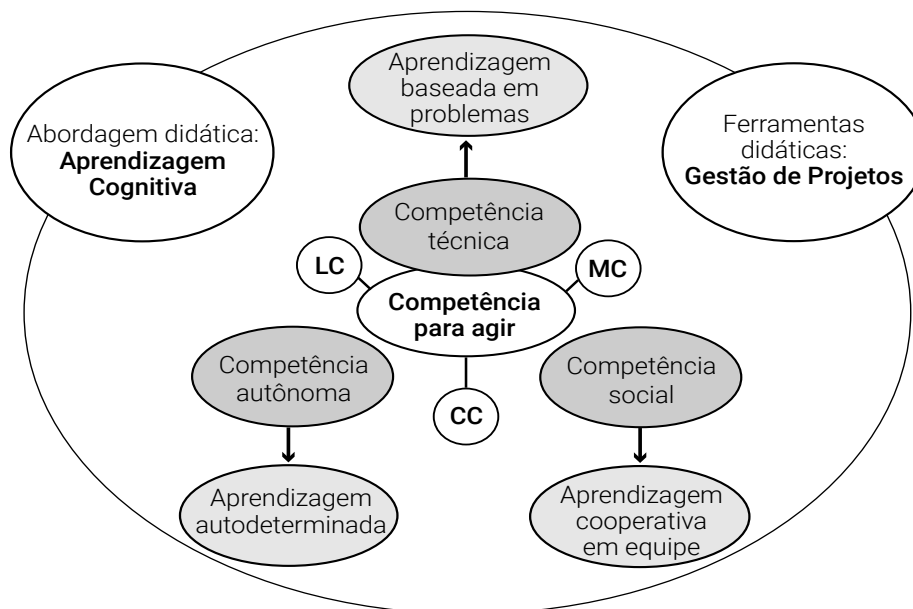 Aprendizagem
baseada em
problemas
Abordagem didática:
Aprendizagem
Cognitiva
Ferramentas
didáticas:
Gestão de Projetos
Competência
técnica
LC
MC
Competência
para agir
Competência
autônoma
Competência
social
CC
Aprendizagem
autodeterminada
Aprendizagem
cooperativa
em equipe